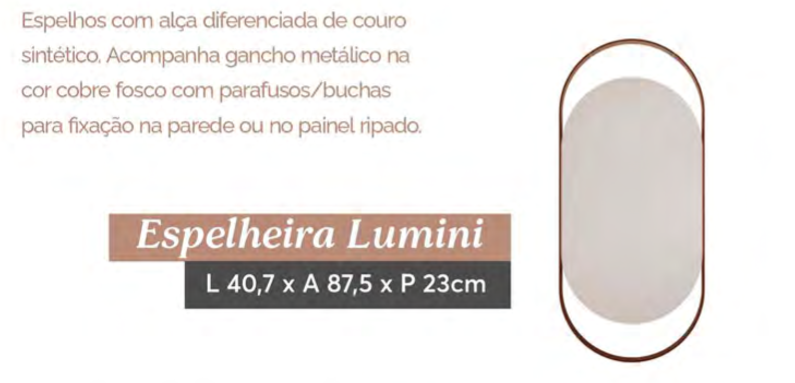 Espelhos com alça diferenciada de couro
sintético. Acompanha gancho metálico na
cor cobre fosco com parafusos/buchas
para fixação na parede ou no painel ripado.
Espelheira Lumini
L 40,7 x A 87,5 x P 23cm